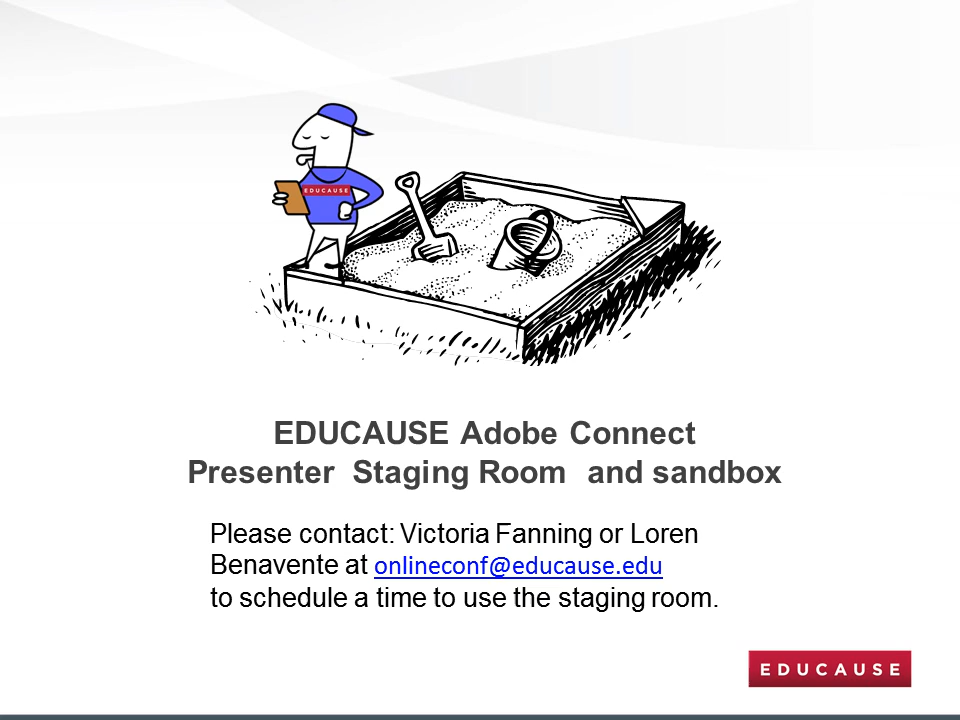 EDUCAUSE
EDUCAUSE Adobe Connect
Presenter Staging Room and sandbox
Please contact: Victoria Fanning or Loren
Benavente at onlineconf@educause.edu
to schedule a time to use the staging room.
EDUCAUSE